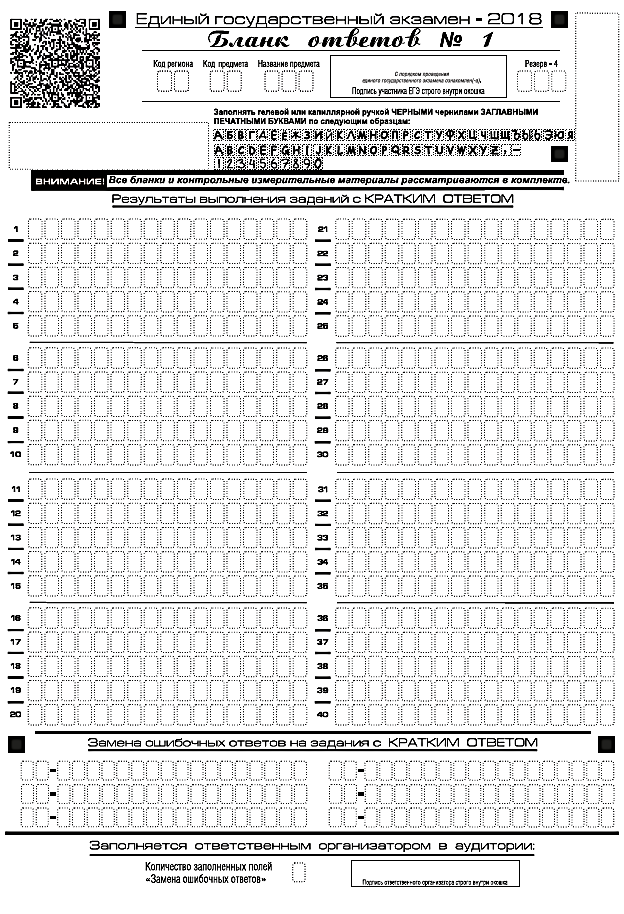 Единый государственный экзамен - 2018
Бланк ответов № 1
Код региона Код предмета Название предмета Резерв - 4
С порядком проведения
единого государственного экзамена ознакомлен(-а).
Подпись участника ЕГЭ строго внутри окошка
Заполнять гелевой или капиллярной ручкой ЧЕРНЫМИ чернилами ЗАГЛАВНЫМИ
ПЕЧАТНЫМИ БУКВАМИ по следующим образцам:
АБВГДЕЁЖЗИЙКЛМНОПРСТУФХЦЧШЩЪЫЬЭЮЯ
ABCDEFGHIJKLMNOPQRSTUVWXYZ,-
1234567890
ВНИМАНИЕ! Все бланки и контрольные измерительные материалы рассматриваются в комплекте.
Результаты выполнения заданий с КРАТКИМ ОТВЕТОМ
1 21
2 22
3 23
4 24
5 25
6 26
7 27
8 28
9 29
10 30
11 31
12 32
13 33
14 34
15 35
16 36
17 37
18 38
19 39
20 40
Замена ошибочных ответов на задания с КРАТКИМ ОТВЕТОМ
- -
- -
- -
Заполняется ответственным организатором в аудитории:
Количество заполненных полей
«Замена ошибочных ответов»
Подпись ответственного организатора строго внутри окошка